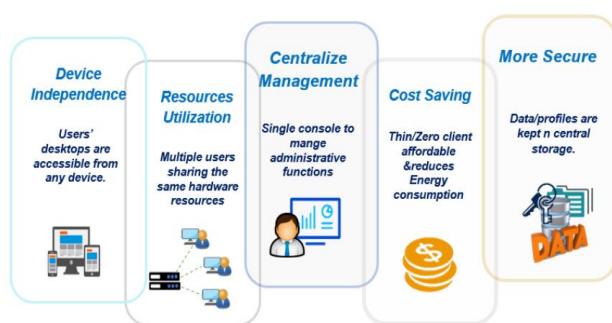 Device
Independence
Users'
desktops are
accessible from
any device.
Resources
Utilization
Multiple users
sharing the
same hardware
resources
Centralize
Management
Single console to
mange
administrative
functions
Cost Saving
Thin/Zero client
affordable
&reduces
Energy
consumption
More Secure
Data/profiles are
kept n central
storage.
DATA